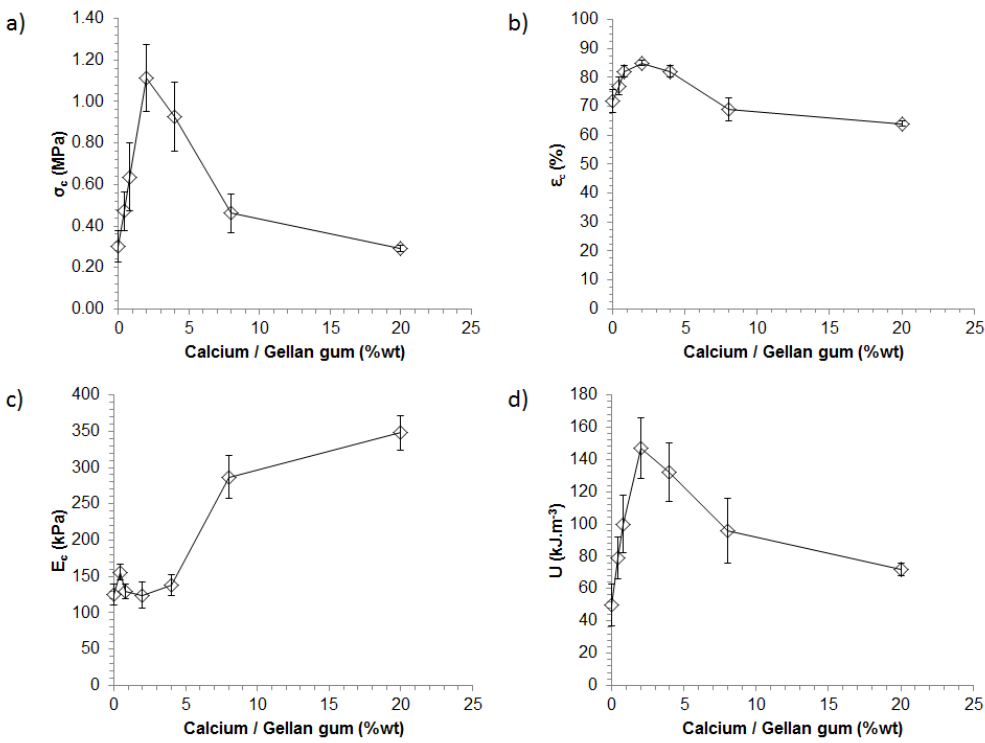 a)
1.40
1.20
1.00
0.80
0.60
0.40
0.20
0.00
σc (MPa)
0 5 10 15 20 25
Calcium / Gellan gum (%wt)
b)
100
90
80
70
60
50
40
30
20
10
0
εc (%)
0 5 10 15 20 25
Calcium / Gellan gum (%wt)
c)
400
350
300
250
200
150
100
50
0
Ec (kPa)
0 5 10 15 20 25
Calcium / Gellan gum (%wt)
d)
180
160
140
120
100
80
60
40
20
0
U (kJ.m⁻³)
0 5 10 15 20 25
Calcium / Gellan gum (%wt)